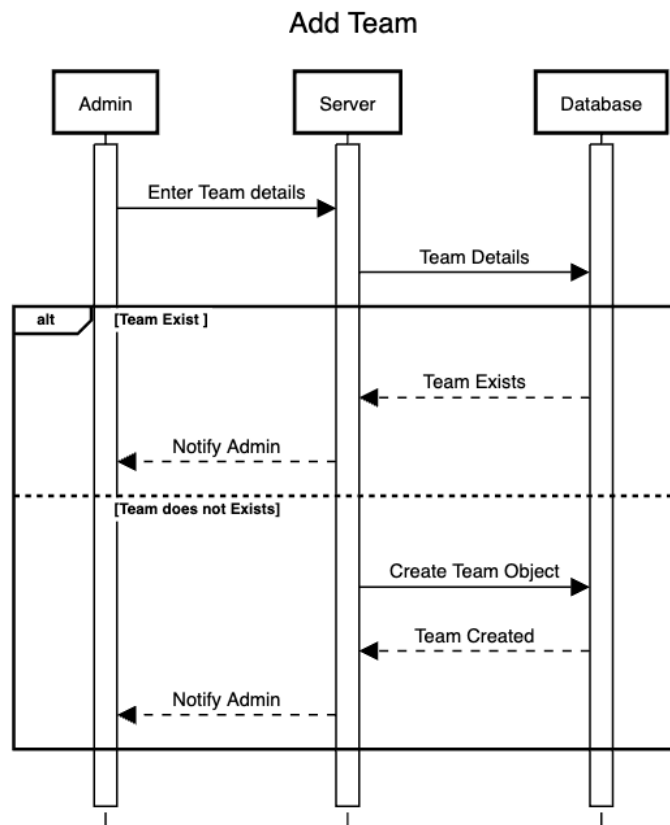 Add Team
Admin
Server
Database
Enter Team details
Team Details
alt
[Team Exist ]
Team Exists
Notify Admin
[Team does not Exists]
Create Team Object
Team Created
Notify Admin